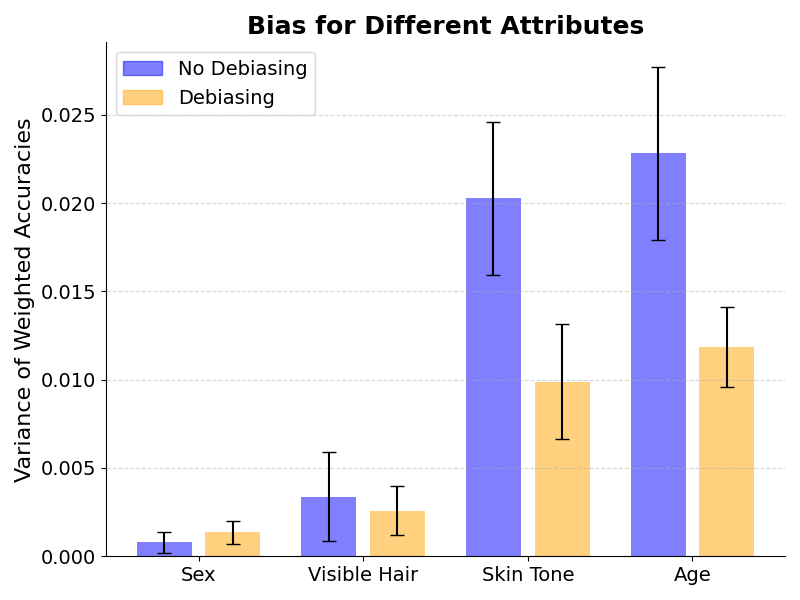 Bias for Different Attributes
No Debiasing
Debiasing
Variance of Weighted Accuracies
0.025
0.020
0.015
0.010
0.005
0.000
Sex
Visible Hair
Skin Tone
Age